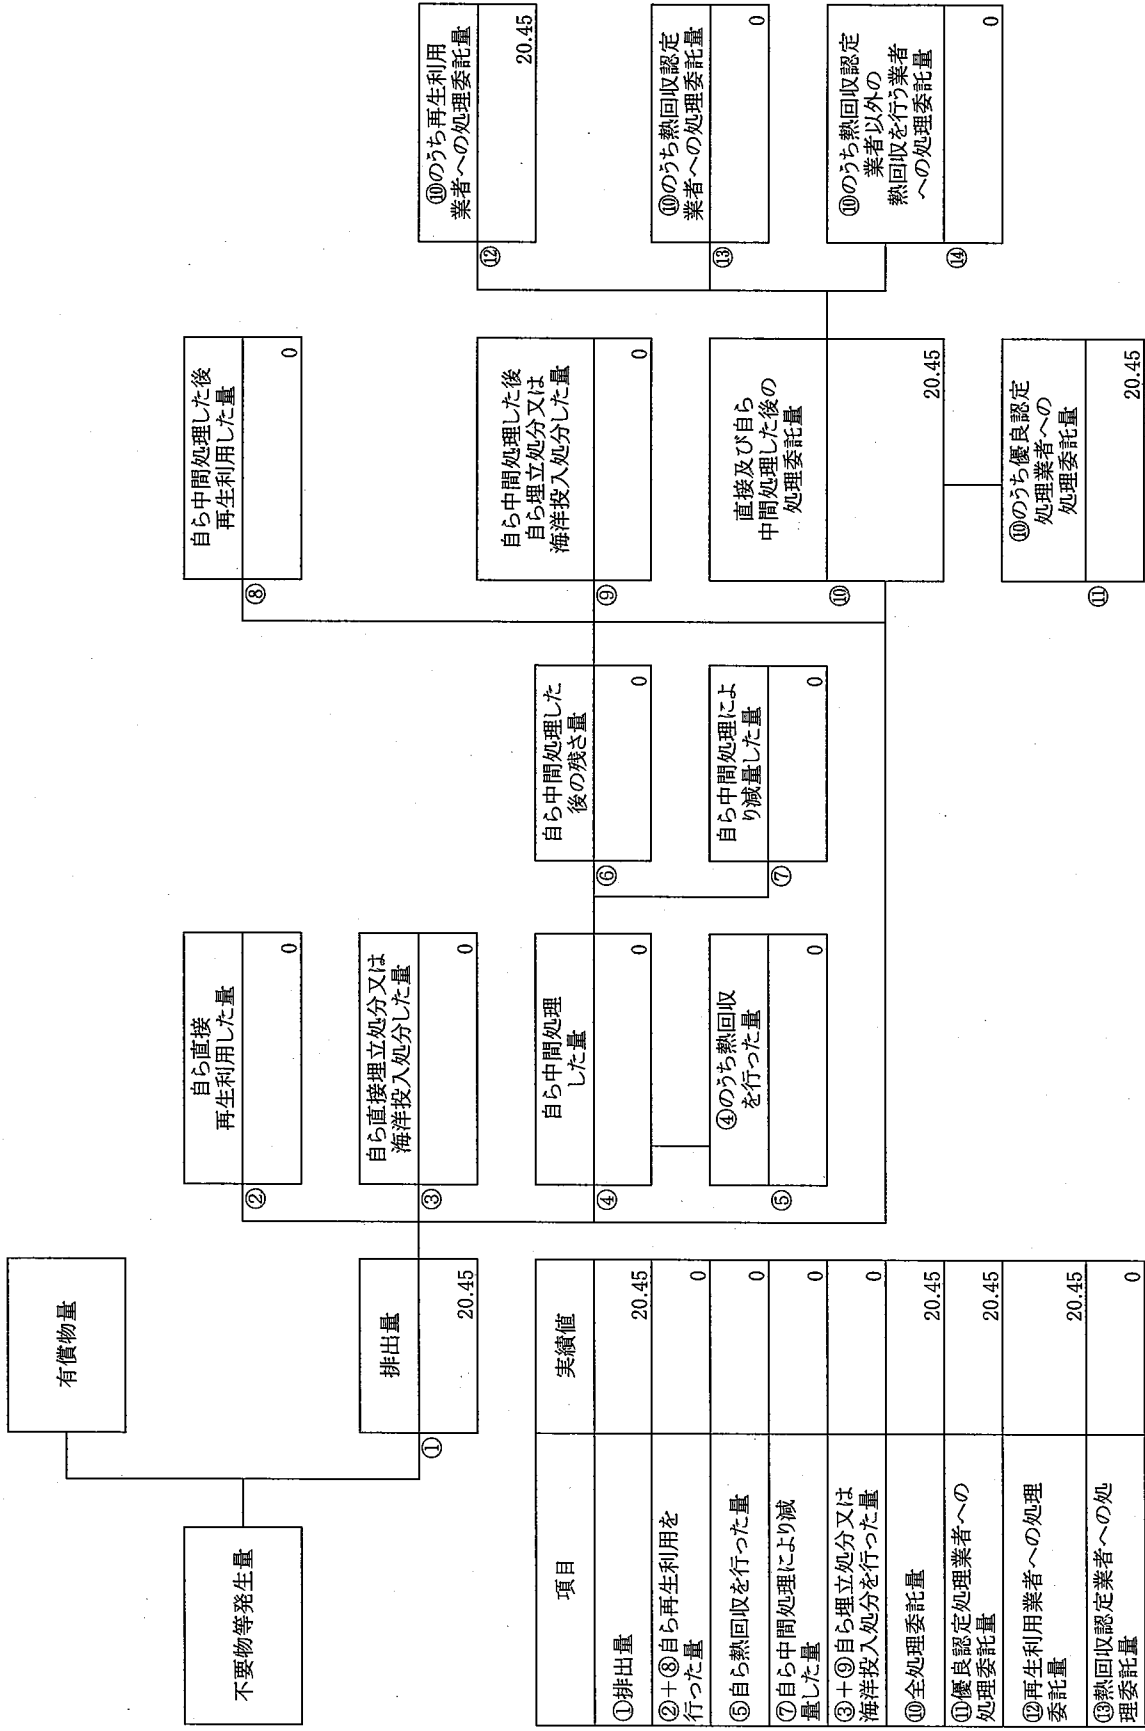 不要物等発生量
有償物量
①
排出量
20.45
②
自ら直接
再生利用した量
0
③
自ら直接埋立処分又は
海洋投入処分した量
0
④
自ら中間処理
した量
0
⑤
④のうち熱回収
を行った量
0
⑥
自ら中間処理した
後の残さ量
0
⑦
自ら中間処理によ
り減量した量
0
⑧
自ら中間処理した後
再生利用した量
0
⑨
自ら中間処理した後
自ら埋立処分又は
海洋投入処分した量
0
⑩
直接及び自ら
中間処理した後の
処理委託量
20.45
⑪
⑩のうち優良認定
処理業者への
処理委託量
20.45
⑫
⑩のうち再生利用
業者への処理委託量
20.45
⑬
⑩のうち熱回収認定
業者への処理委託量
0
⑭
⑩のうち熱回収認定
業者以外の
熱回収を行う業者
への処理委託量
0
項目 実績値
①排出量 20.45
②+⑧自ら再生利用を
行った量 0
⑤自ら熱回収を行った量 0
⑦自ら中間処理により減
量した量 0
③+⑨自ら埋立処分又は
海洋投入処分を行った量 0
⑩全処理委託量 20.45
⑪優良認定処理業者への
処理委託量 20.45
⑫再生利用業者への処理
委託量 20.45
⑬熱回収認定業者への処
理委託量 0